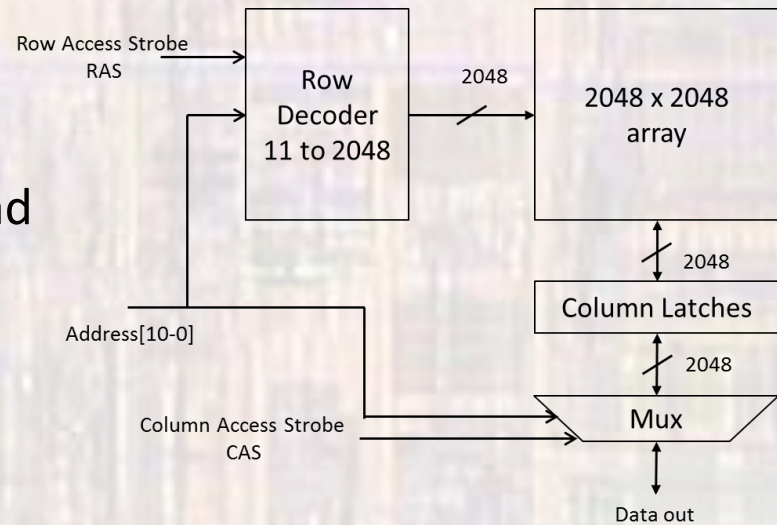 Row Access Strobe
RAS
Row
Decoder
11 to 2048
2048
2048 x 2048
array
2048
Column Latches
Address[10-0]
2048
Column Access Strobe
CAS
Mux
Data out